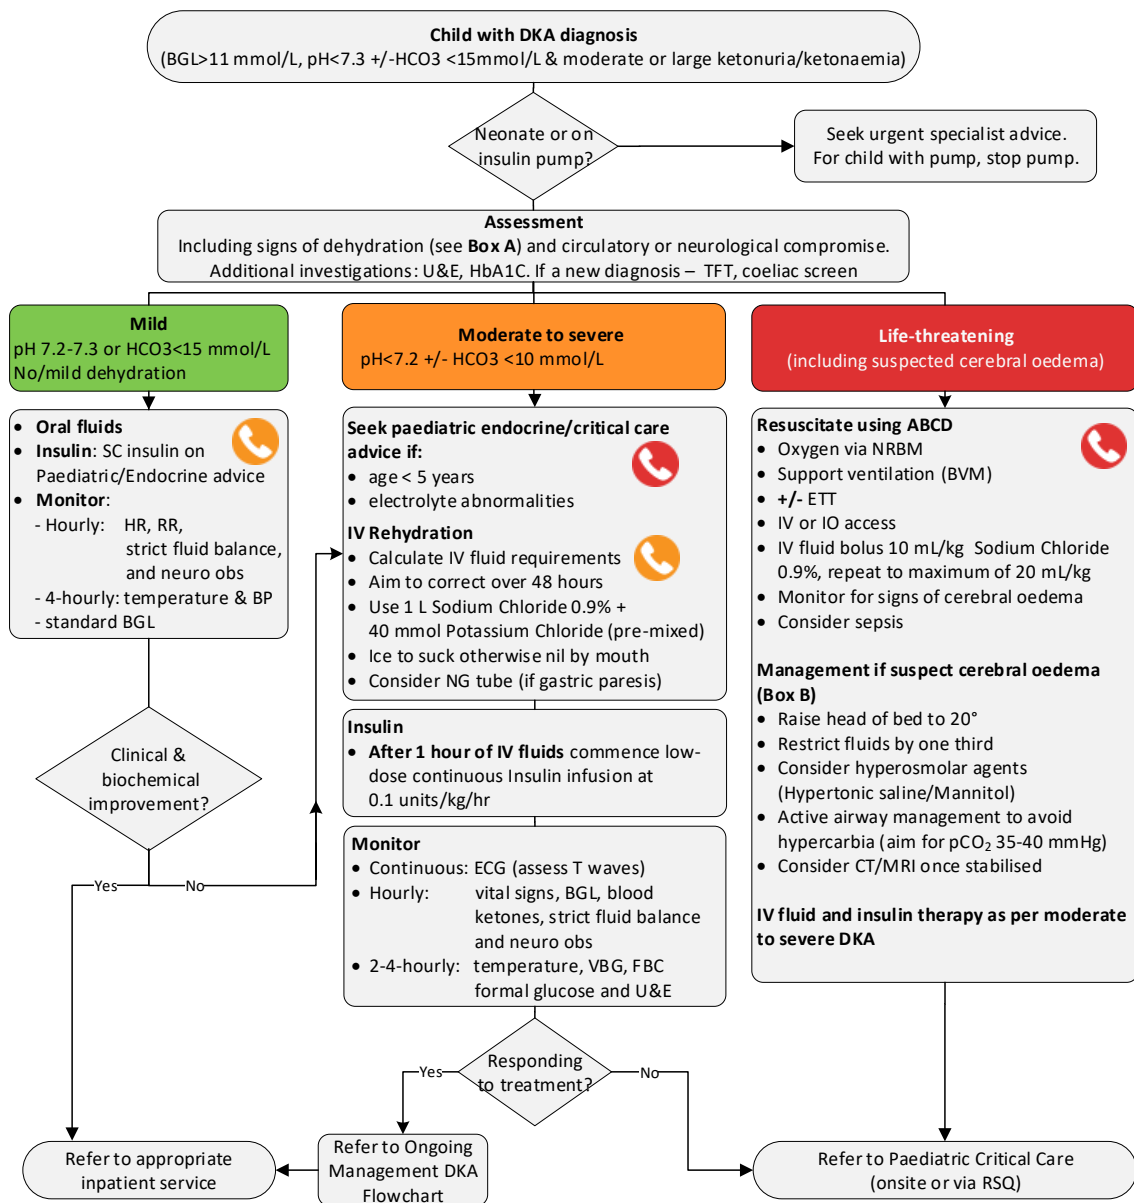 Child with DKA diagnosis
(BGL>11 mmol/L, pH<7.3 +/-HCO3 <15mmol/L & moderate or large ketonuria/ketonaemia)
Neonate or on
insulin pump?
Seek urgent specialist advice.
For child with pump, stop pump.
Assessment
Including signs of dehydration (see Box A) and circulatory or neurological compromise.
Additional investigations: U&E, HbA1C. If a new diagnosis – TFT, coeliac screen
Mild
pH 7.2-7.3 or HCO3<15 mmol/L
No/mild dehydration
• Oral fluids
• Insulin: SC insulin on
Paediatric/Endocrine advice
• Monitor:
- Hourly: HR, RR,
strict fluid balance,
and neuro obs
- 4-hourly: temperature & BP
- standard BGL
Clinical &
biochemical
improvement?
Yes
No
Moderate to severe
pH<7.2 +/- HCO3 <10 mmol/L
Seek paediatric endocrine/critical care
advice if:
• age < 5 years
• electrolyte abnormalities
IV Rehydration
• Calculate IV fluid requirements
• Aim to correct over 48 hours
• Use 1 L Sodium Chloride 0.9% +
40 mmol Potassium Chloride (pre-mixed)
• Ice to suck otherwise nil by mouth
• Consider NG tube (if gastric paresis)
Insulin
• After 1 hour of IV fluids commence low-
dose continuous Insulin infusion at
0.1 units/kg/hr
Monitor
• Continuous: ECG (assess T waves)
• Hourly: vital signs, BGL, blood
ketones, strict fluid balance
and neuro obs
• 2-4-hourly: temperature, VBG, FBC
formal glucose and U&E
Responding
to treatment?
Yes
No
Life-threatening
(including suspected cerebral oedema)
Resuscitate using ABCD
• Oxygen via NRBM
• Support ventilation (BVM)
• +/- ETT
• IV or IO access
• IV fluid bolus 10 mL/kg Sodium Chloride
0.9%, repeat to maximum of 20 mL/kg
• Monitor for signs of cerebral oedema
• Consider sepsis
Management if suspect cerebral oedema
(Box B)
• Raise head of bed to 20°
• Restrict fluids by one third
• Consider hyperosmolar agents
(Hypertonic saline/Mannitol)
• Active airway management to avoid
hypercarbia (aim for pCO₂ 35-40 mmHg)
• Consider CT/MRI once stabilised
IV fluid and insulin therapy as per moderate
to severe DKA
Refer to appropriate
inpatient service
Refer to Ongoing
Management DKA
Flowchart
Refer to Paediatric Critical Care
(onsite or via RSQ)